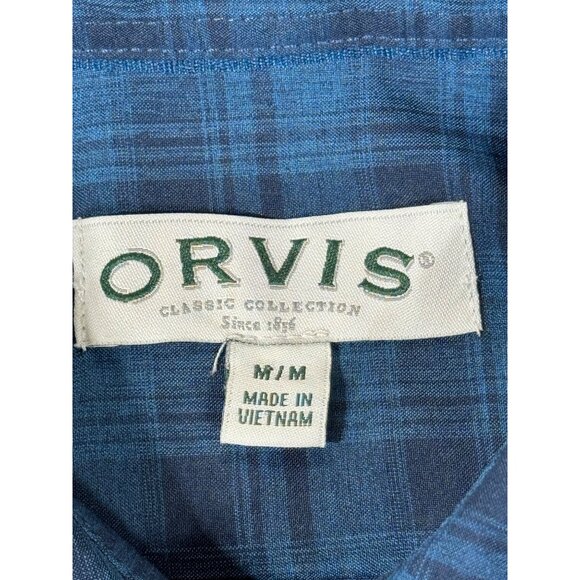 ORVIS®
CLASSIC COLLECTION
Since 1856
M/M
MADE IN
VIETNAM